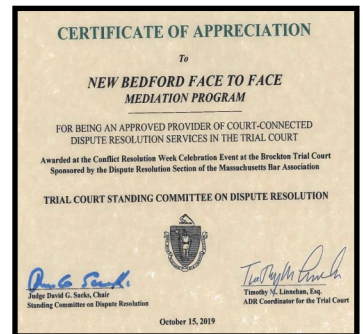 CERTIFICATE OF APPRECIATION
To
NEW BEDFORD FACE TO FACE
MEDIATION PROGRAM
FOR BEING AN APPROVED PROVIDER OF COURT-CONNECTED
DISPUTE RESOLUTION SERVICES IN THE TRIAL COURT
Awarded at the Conflict Resolution Week Celebration Event at the Brockton Trial Court
Sponsored by the Dispute Resolution Section of the Massachusetts Bar Association
TRIAL COURT STANDING COMMITTEE ON DISPUTE RESOLUTION
Judge David G. Sacks, Chair
Standing Committee on Dispute Resolution
Timothy M. Linnehan, Esq.
ADR Coordinator for the Trial Court
October 15, 2019